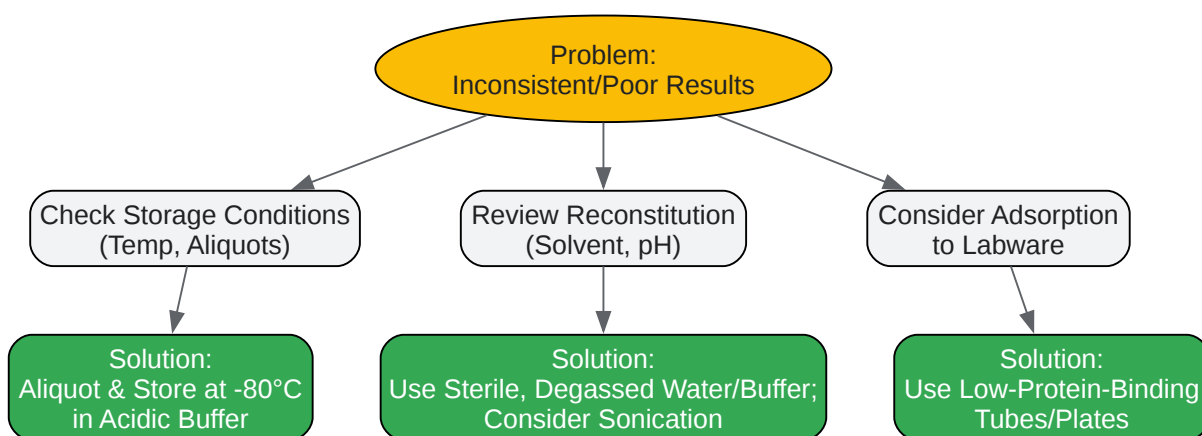 Problem:
Inconsistent/Poor Results
Check Storage Conditions
(Temp, Aliquots)
Review Reconstitution
(Solvent, pH)
Consider Adsorption
to Labware
Solution:
Aliquot & Store at -80°C
in Acidic Buffer
Solution:
Use Sterile, Degassed Water/Buffer;
Consider Sonication
Solution:
Use Low-Protein-Binding
Tubes/Plates